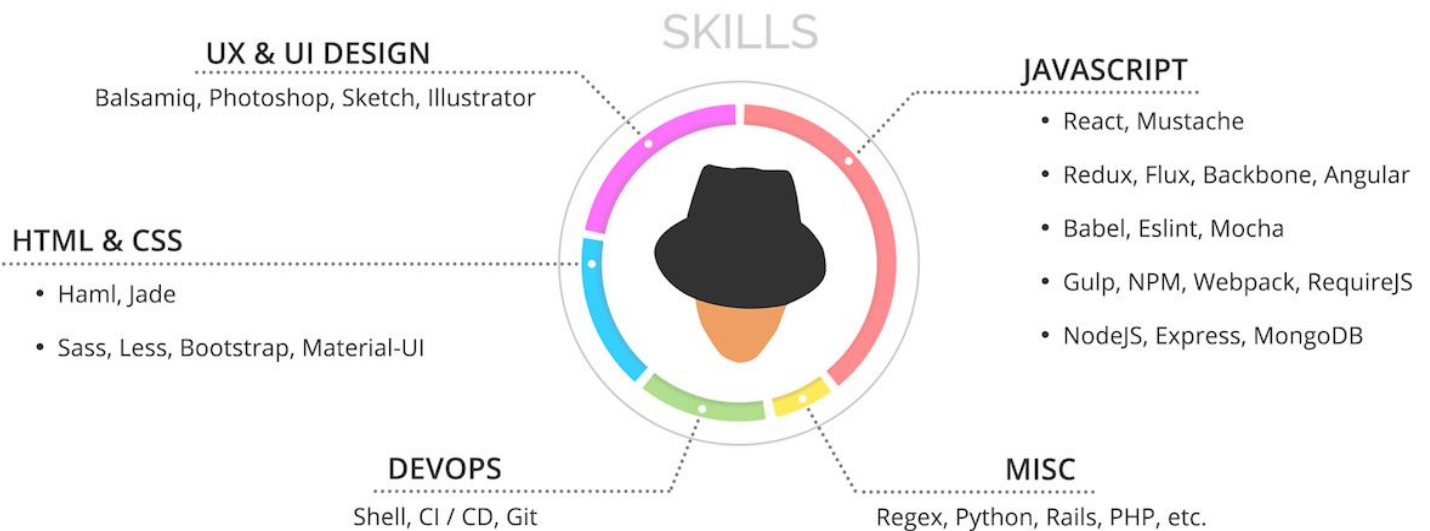 SKILLS
UX & UI DESIGN
Balsamiq, Photoshop, Sketch, Illustrator
JAVASCRIPT
• React, Mustache
• Redux, Flux, Backbone, Angular
• Babel, Eslint, Mocha
• Gulp, NPM, Webpack, RequireJS
• NodeJS, Express, MongoDB
HTML & CSS
• Haml, Jade
• Sass, Less, Bootstrap, Material-UI
DEVOPS
Shell, CI / CD, Git
MISC
Regex, Python, Rails, PHP, etc.